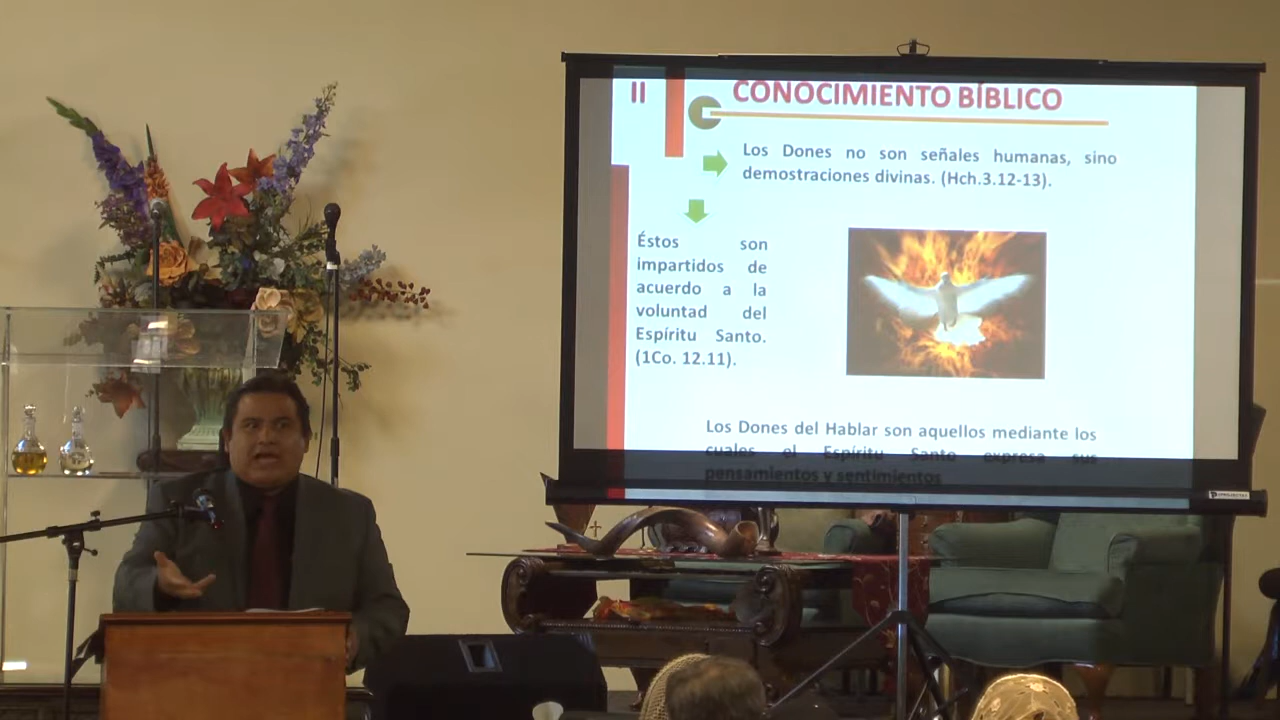 II
CONOCIMIENTO BÍBLICO
Los Dones no son señales humanas, sino
demostraciones divinas. (Hch.3.12-13).
Éstos son
impartidos de
acuerdo a la
voluntad del
Espíritu Santo.
(1Co. 12.11).
Los Dones del Hablar son aquellos mediante los
cuales el Espíritu Santo expresa sus
pensamientos y sentimientos